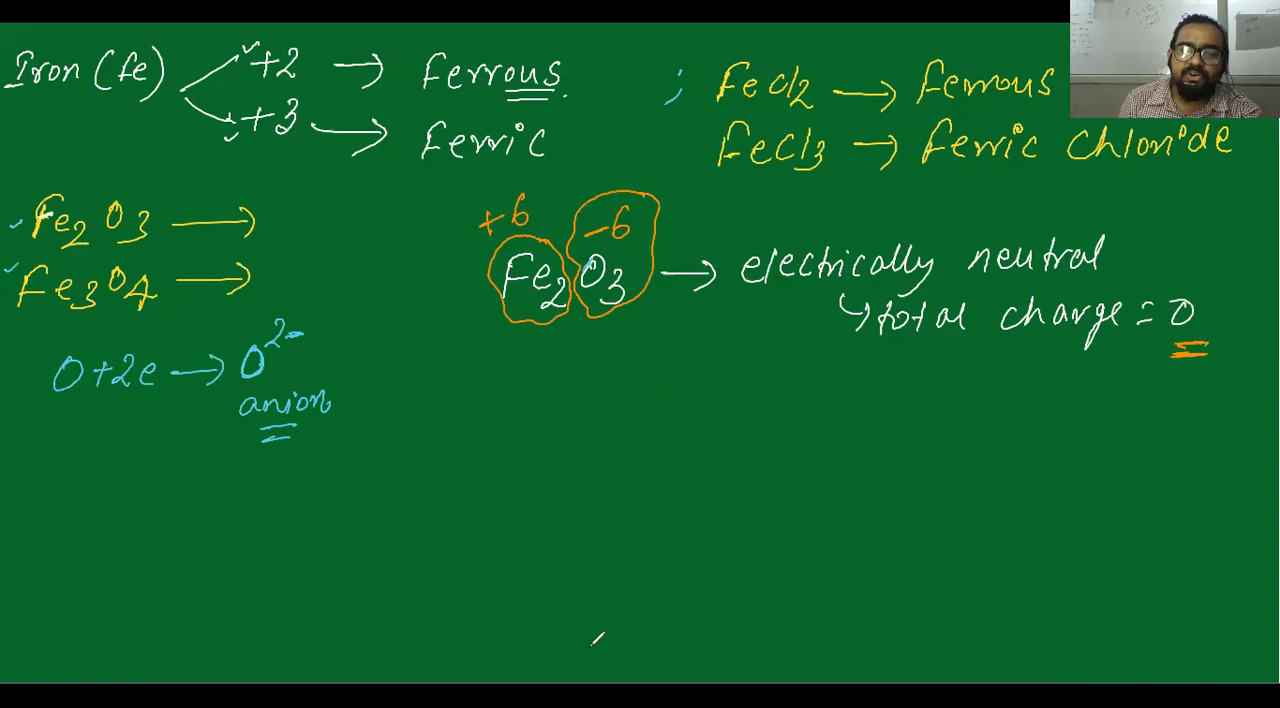 Iron (fe)
+2 → Ferrous.
+3 → Ferric
; FeCl2 → Ferrous
FeCl3 → Ferric Chloride
Fe2O3 →
Fe3O4 →
O+2e → O2-
anion
+6 -6
Fe2O3 → electrically neutral
↳ total charge = 0